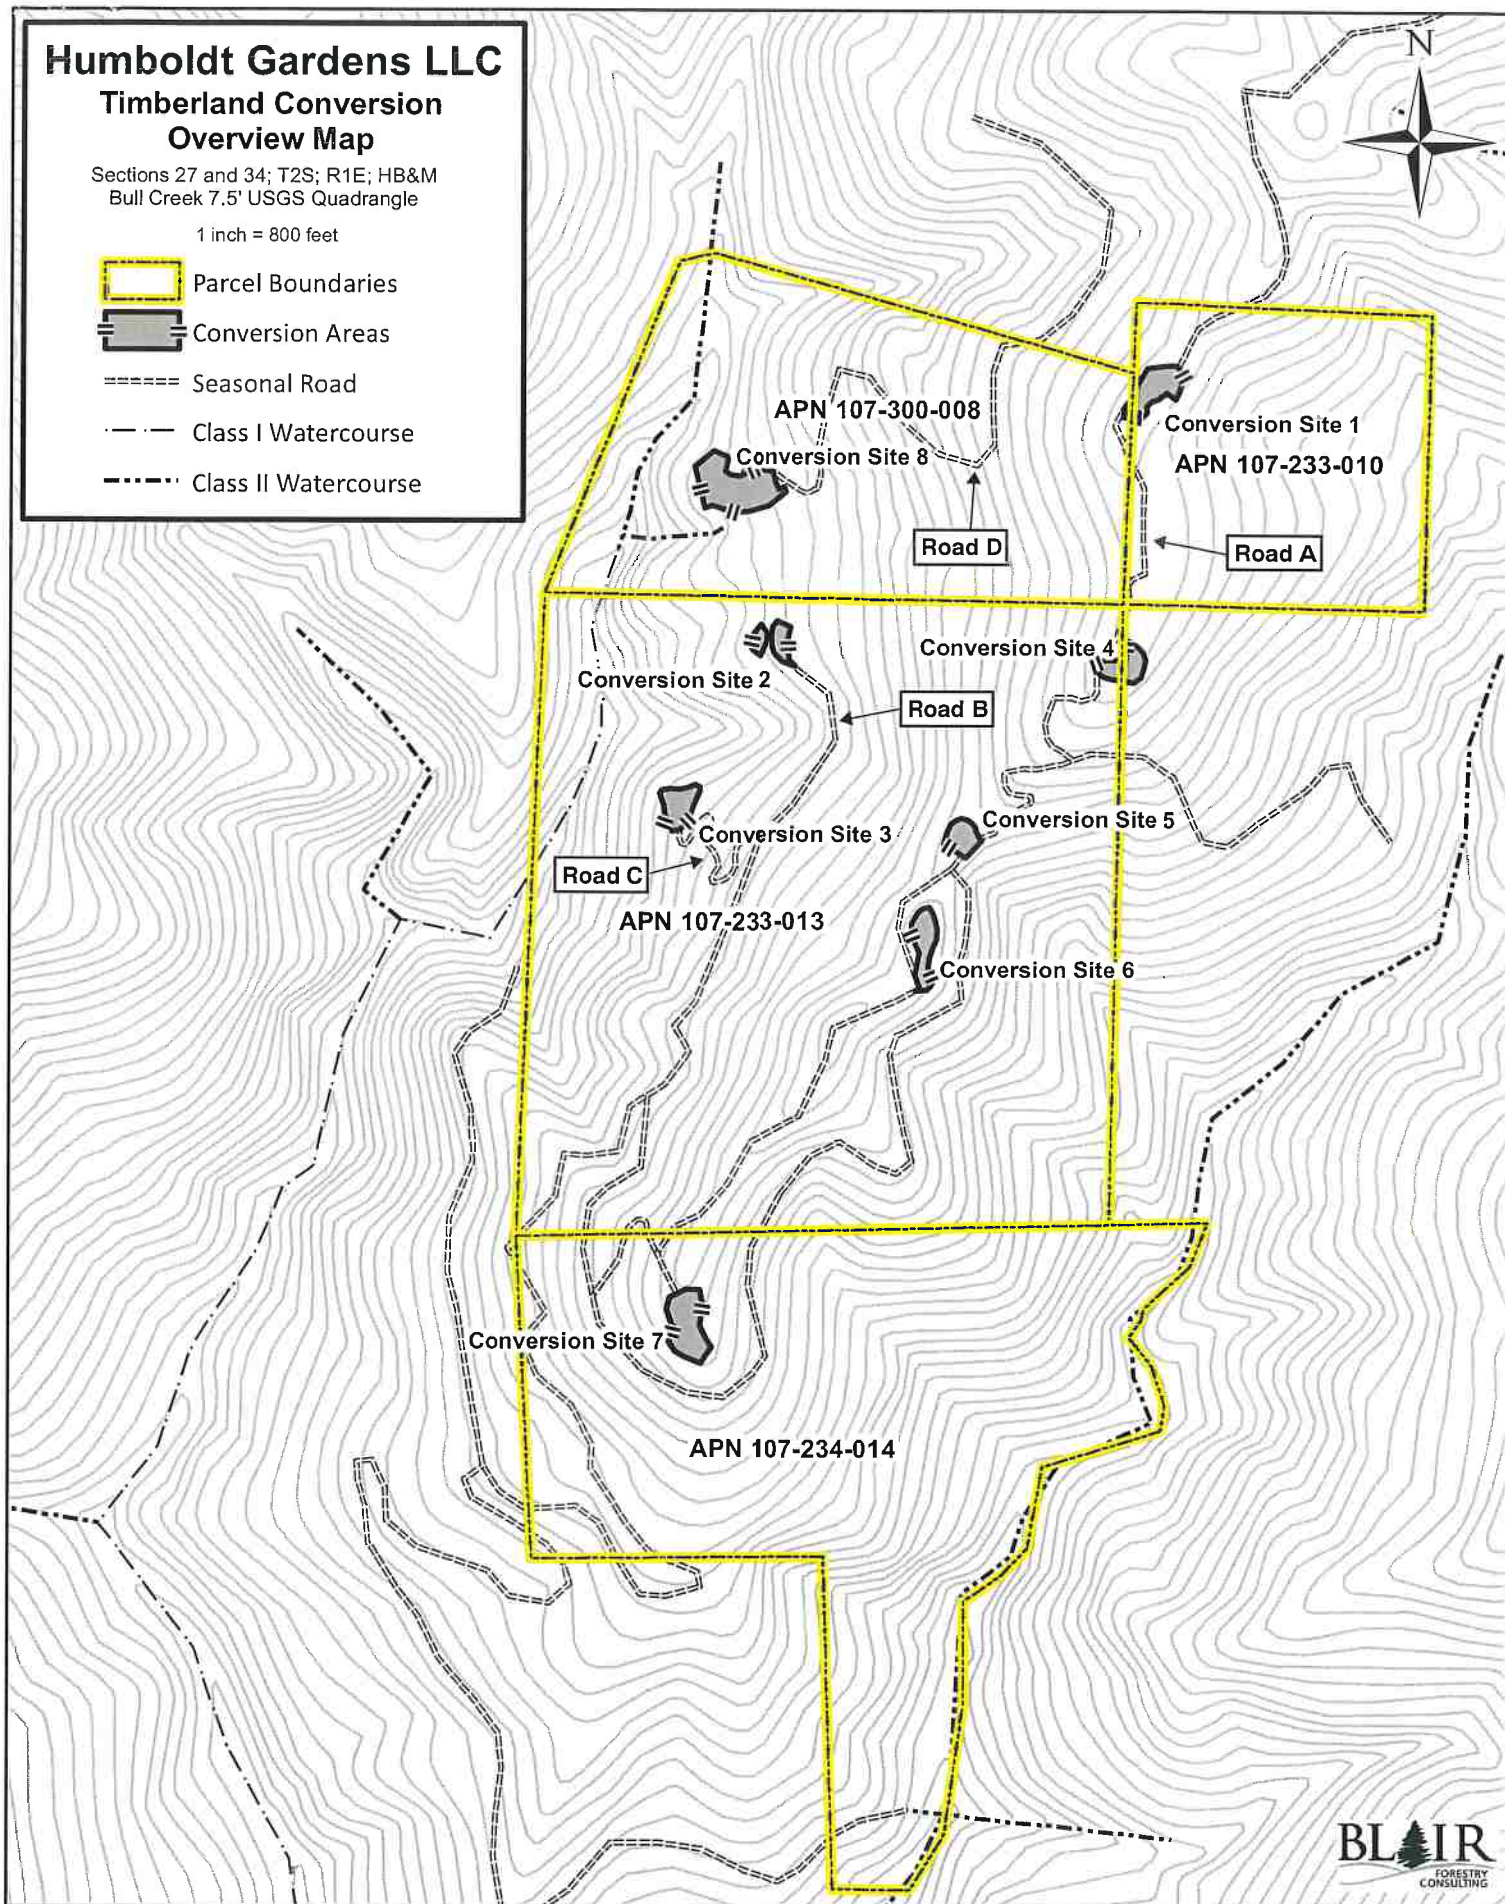 Humboldt Gardens LLC
Timberland Conversion
Overview Map
Sections 27 and 34; T2S; R1E; HB&M
Bull Creek 7.5' USGS Quadrangle
1 inch = 800 feet
Parcel Boundaries
Conversion Areas
Seasonal Road
Class I Watercourse
Class II Watercourse
N
APN 107-300-008
Conversion Site 1
Conversion Site 8
APN 107-233-010
Road D
Road A
Conversion Site 4
Conversion Site 2
Road B
Conversion Site 5
Conversion Site 3
Road C
APN 107-233-013
Conversion Site 6
Conversion Site 7
APN 107-234-014
BLAIR
FORESTRY
CONSULTING